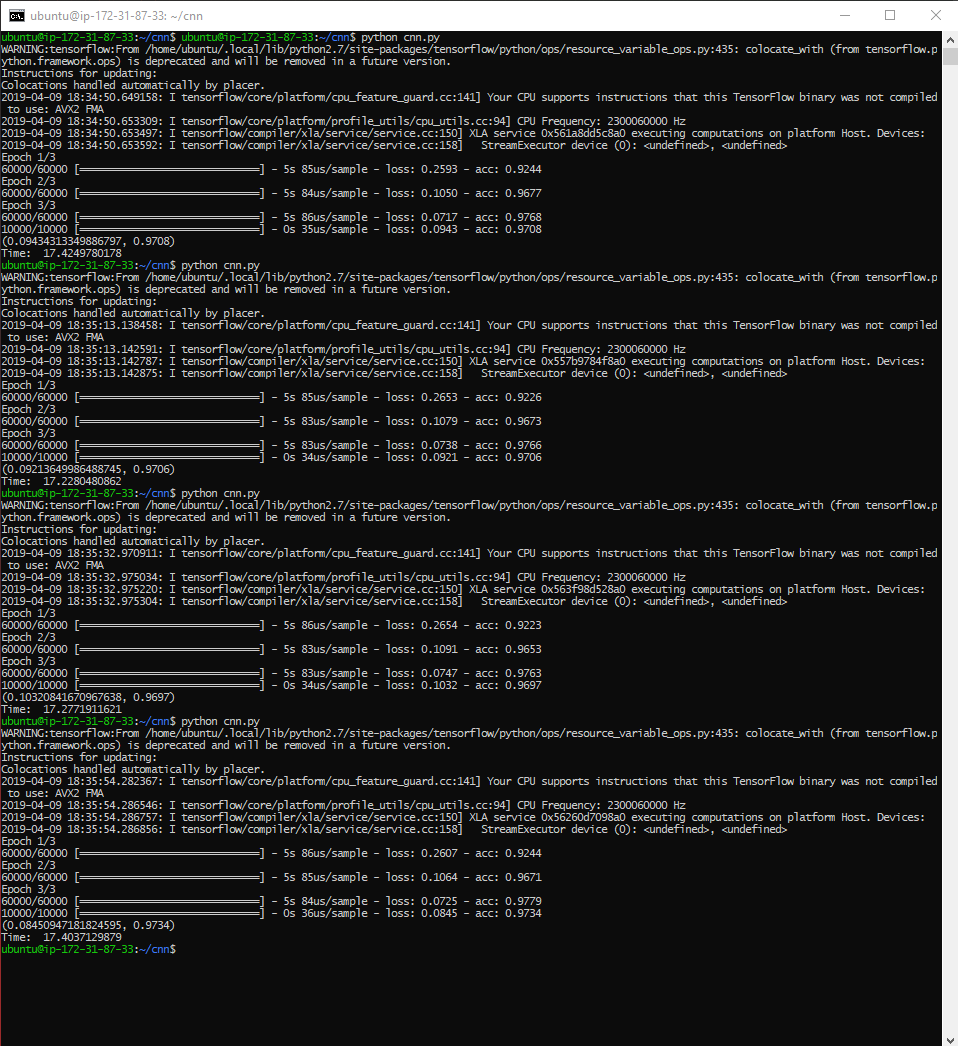 ubuntu@ip-172-31-87-33: ~/cnn
ubuntu@ip-172-31-87-33:~/cnn$ ubuntu@ip-172-31-87-33:~/cnn$ python cnn.py
WARNING:tensorflow:From /home/ubuntu/.local/lib/python2.7/site-packages/tensorflow/python/ops/resource_variable_ops.py:435: colocate_with (from tensorflow.p
ython.framework.ops) is deprecated and will be removed in a future version.
Instructions for updating:
Colocations handled automatically by placer.
2019-04-09 18:34:50.649158: I tensorflow/core/platform/cpu_feature_guard.cc:141] Your CPU supports instructions that this TensorFlow binary was not compiled
 to use: AVX2 FMA
2019-04-09 18:34:50.653309: I tensorflow/core/platform/profile_utils/cpu_utils.cc:94] CPU Frequency: 2300060000 Hz
2019-04-09 18:34:50.653497: I tensorflow/compiler/xla/service/service.cc:150] XLA service 0x561a8dd5c8a0 executing computations on platform Host. Devices:
2019-04-09 18:34:50.653592: I tensorflow/compiler/xla/service/service.cc:158]   StreamExecutor device (0): <undefined>, <undefined>
Epoch 1/3
60000/60000 [==============================] - 5s 85us/sample - loss: 0.2593 - acc: 0.9244
Epoch 2/3
60000/60000 [==============================] - 5s 84us/sample - loss: 0.1050 - acc: 0.9677
Epoch 3/3
60000/60000 [==============================] - 5s 86us/sample - loss: 0.0717 - acc: 0.9768
10000/10000 [==============================] - 0s 35us/sample - loss: 0.0943 - acc: 0.9708
(0.09434313349886797, 0.9708)
Time:  17.4249780178
ubuntu@ip-172-31-87-33:~/cnn$ python cnn.py
WARNING:tensorflow:From /home/ubuntu/.local/lib/python2.7/site-packages/tensorflow/python/ops/resource_variable_ops.py:435: colocate_with (from tensorflow.p
ython.framework.ops) is deprecated and will be removed in a future version.
Instructions for updating:
Colocations handled automatically by placer.
2019-04-09 18:35:13.138458: I tensorflow/core/platform/cpu_feature_guard.cc:141] Your CPU supports instructions that this TensorFlow binary was not compiled
 to use: AVX2 FMA
2019-04-09 18:35:13.142591: I tensorflow/core/platform/profile_utils/cpu_utils.cc:94] CPU Frequency: 2300060000 Hz
2019-04-09 18:35:13.142787: I tensorflow/compiler/xla/service/service.cc:150] XLA service 0x557b9784f8a0 executing computations on platform Host. Devices:
2019-04-09 18:35:13.142875: I tensorflow/compiler/xla/service/service.cc:158]   StreamExecutor device (0): <undefined>, <undefined>
Epoch 1/3
60000/60000 [==============================] - 5s 85us/sample - loss: 0.2653 - acc: 0.9226
Epoch 2/3
60000/60000 [==============================] - 5s 83us/sample - loss: 0.1079 - acc: 0.9673
Epoch 3/3
60000/60000 [==============================] - 5s 83us/sample - loss: 0.0738 - acc: 0.9766
10000/10000 [==============================] - 0s 34us/sample - loss: 0.0921 - acc: 0.9706
(0.09213649986488745, 0.9706)
Time:  17.2280480862
ubuntu@ip-172-31-87-33:~/cnn$ python cnn.py
WARNING:tensorflow:From /home/ubuntu/.local/lib/python2.7/site-packages/tensorflow/python/ops/resource_variable_ops.py:435: colocate_with (from tensorflow.p
ython.framework.ops) is deprecated and will be removed in a future version.
Instructions for updating:
Colocations handled automatically by placer.
2019-04-09 18:35:32.970911: I tensorflow/core/platform/cpu_feature_guard.cc:141] Your CPU supports instructions that this TensorFlow binary was not compiled
 to use: AVX2 FMA
2019-04-09 18:35:32.975034: I tensorflow/core/platform/profile_utils/cpu_utils.cc:94] CPU Frequency: 2300060000 Hz
2019-04-09 18:35:32.975220: I tensorflow/compiler/xla/service/service.cc:150] XLA service 0x563f98d528a0 executing computations on platform Host. Devices:
2019-04-09 18:35:32.975304: I tensorflow/compiler/xla/service/service.cc:158]   StreamExecutor device (0): <undefined>, <undefined>
Epoch 1/3
60000/60000 [==============================] - 5s 86us/sample - loss: 0.2654 - acc: 0.9223
Epoch 2/3
60000/60000 [==============================] - 5s 83us/sample - loss: 0.1091 - acc: 0.9653
Epoch 3/3
60000/60000 [==============================] - 5s 83us/sample - loss: 0.0747 - acc: 0.9763
10000/10000 [==============================] - 0s 34us/sample - loss: 0.1032 - acc: 0.9697
(0.10320841670967638, 0.9697)
Time:  17.2771911621
ubuntu@ip-172-31-87-33:~/cnn$ python cnn.py
WARNING:tensorflow:From /home/ubuntu/.local/lib/python2.7/site-packages/tensorflow/python/ops/resource_variable_ops.py:435: colocate_with (from tensorflow.p
ython.framework.ops) is deprecated and will be removed in a future version.
Instructions for updating:
Colocations handled automatically by placer.
2019-04-09 18:35:54.282367: I tensorflow/core/platform/cpu_feature_guard.cc:141] Your CPU supports instructions that this TensorFlow binary was not compiled
 to use: AVX2 FMA
2019-04-09 18:35:54.286546: I tensorflow/core/platform/profile_utils/cpu_utils.cc:94] CPU Frequency: 2300060000 Hz
2019-04-09 18:35:54.286757: I tensorflow/compiler/xla/service/service.cc:150] XLA service 0x56260d7098a0 executing computations on platform Host. Devices:
2019-04-09 18:35:54.286856: I tensorflow/compiler/xla/service/service.cc:158]   StreamExecutor device (0): <undefined>, <undefined>
Epoch 1/3
60000/60000 [==============================] - 5s 86us/sample - loss: 0.2607 - acc: 0.9244
Epoch 2/3
60000/60000 [==============================] - 5s 85us/sample - loss: 0.1064 - acc: 0.9671
Epoch 3/3
60000/60000 [==============================] - 5s 84us/sample - loss: 0.0725 - acc: 0.9779
10000/10000 [==============================] - 0s 36us/sample - loss: 0.0845 - acc: 0.9734
(0.08450947181824595, 0.9734)
Time:  17.4037129879
ubuntu@ip-172-31-87-33:~/cnn$